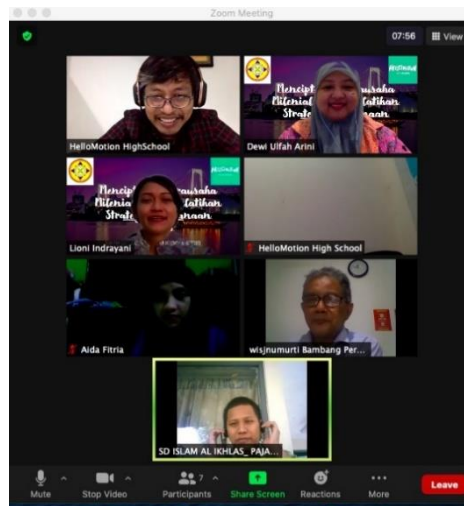 Zoom Meeting
07:56
View
HelloMotion HighSchool
Dewi Ulfah Arini
Lioni Indrayani
HelloMotion High School
Aida Fitria
wisjnumurti Bambang Per...
SD ISLAM AL IKHLAS_ PAJA...
Mute
Stop Video
Participants
7
Share Screen
Reactions
More
Leave